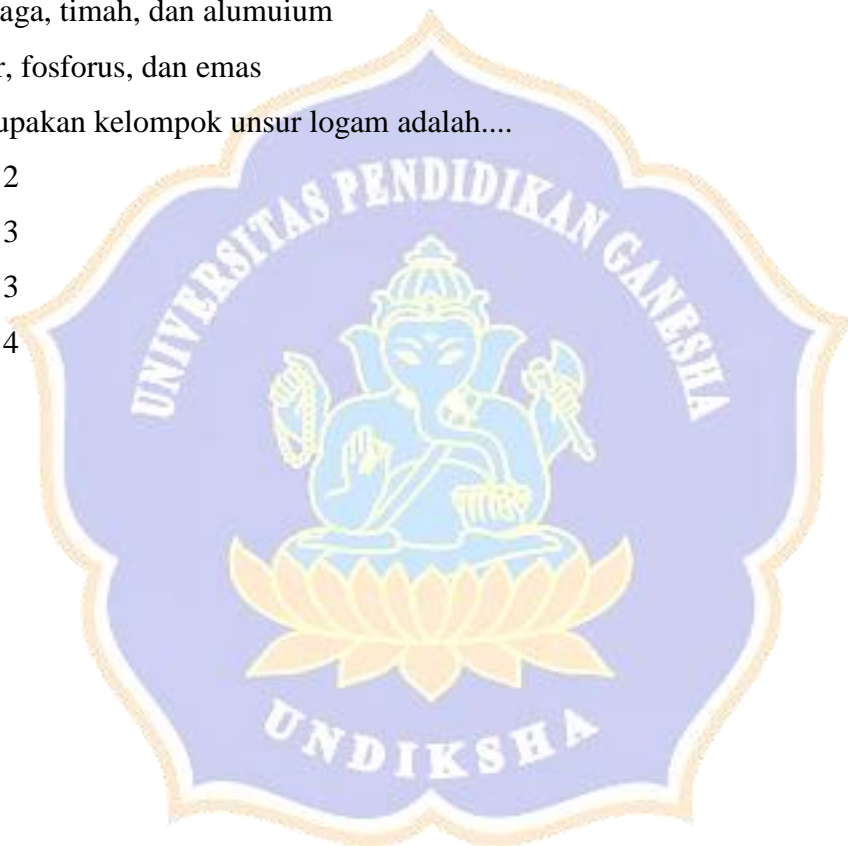 aga, timah, dan alumuium
r, fosforus, dan emas
upakan kelompok unsur logam adalah....
2
3
3
4
UNIVERSITAS PENDIDIKAN GANESHA
UNDIKSHA